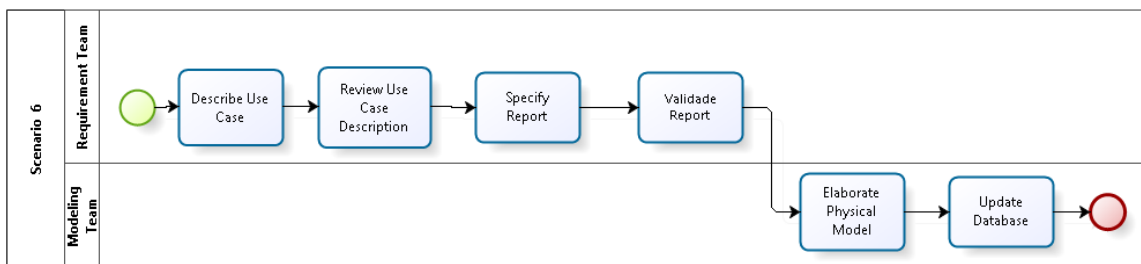 Scenario 6
Requirement Team
Describe Use
Case
Review Use
Case
Description
Specify
Report
Validade
Report
Modeling
Team
Elaborate
Physical
Model
Update
Database